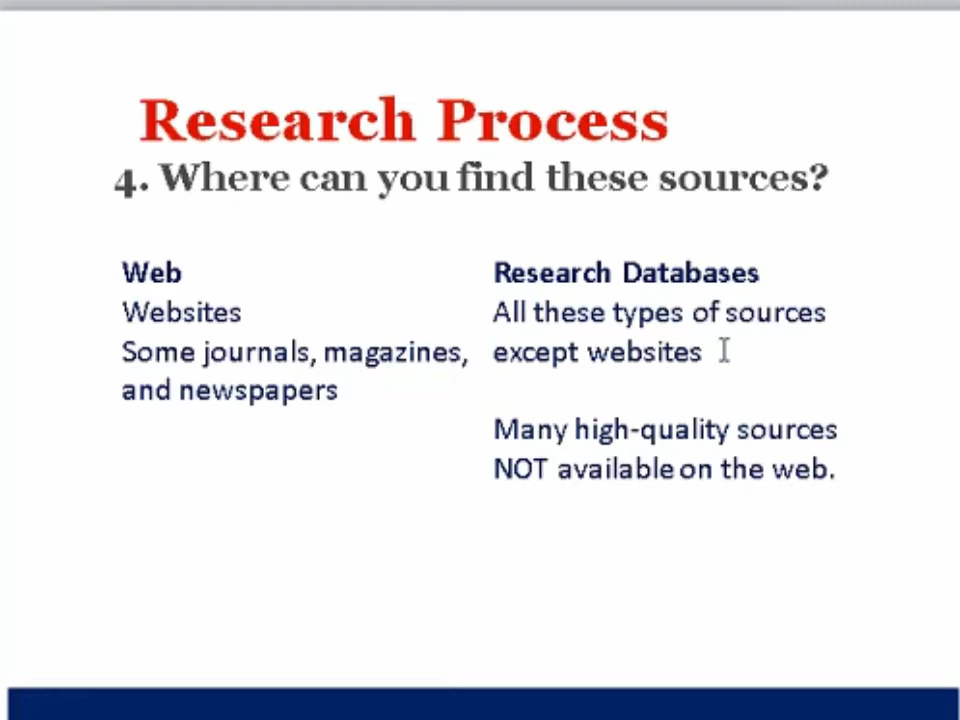 Research Process
4. Where can you find these sources?
Web
Websites
Some journals, magazines,
and newspapers
Research Databases
All these types of sources
except websites
Many high-quality sources
NOT available on the web.